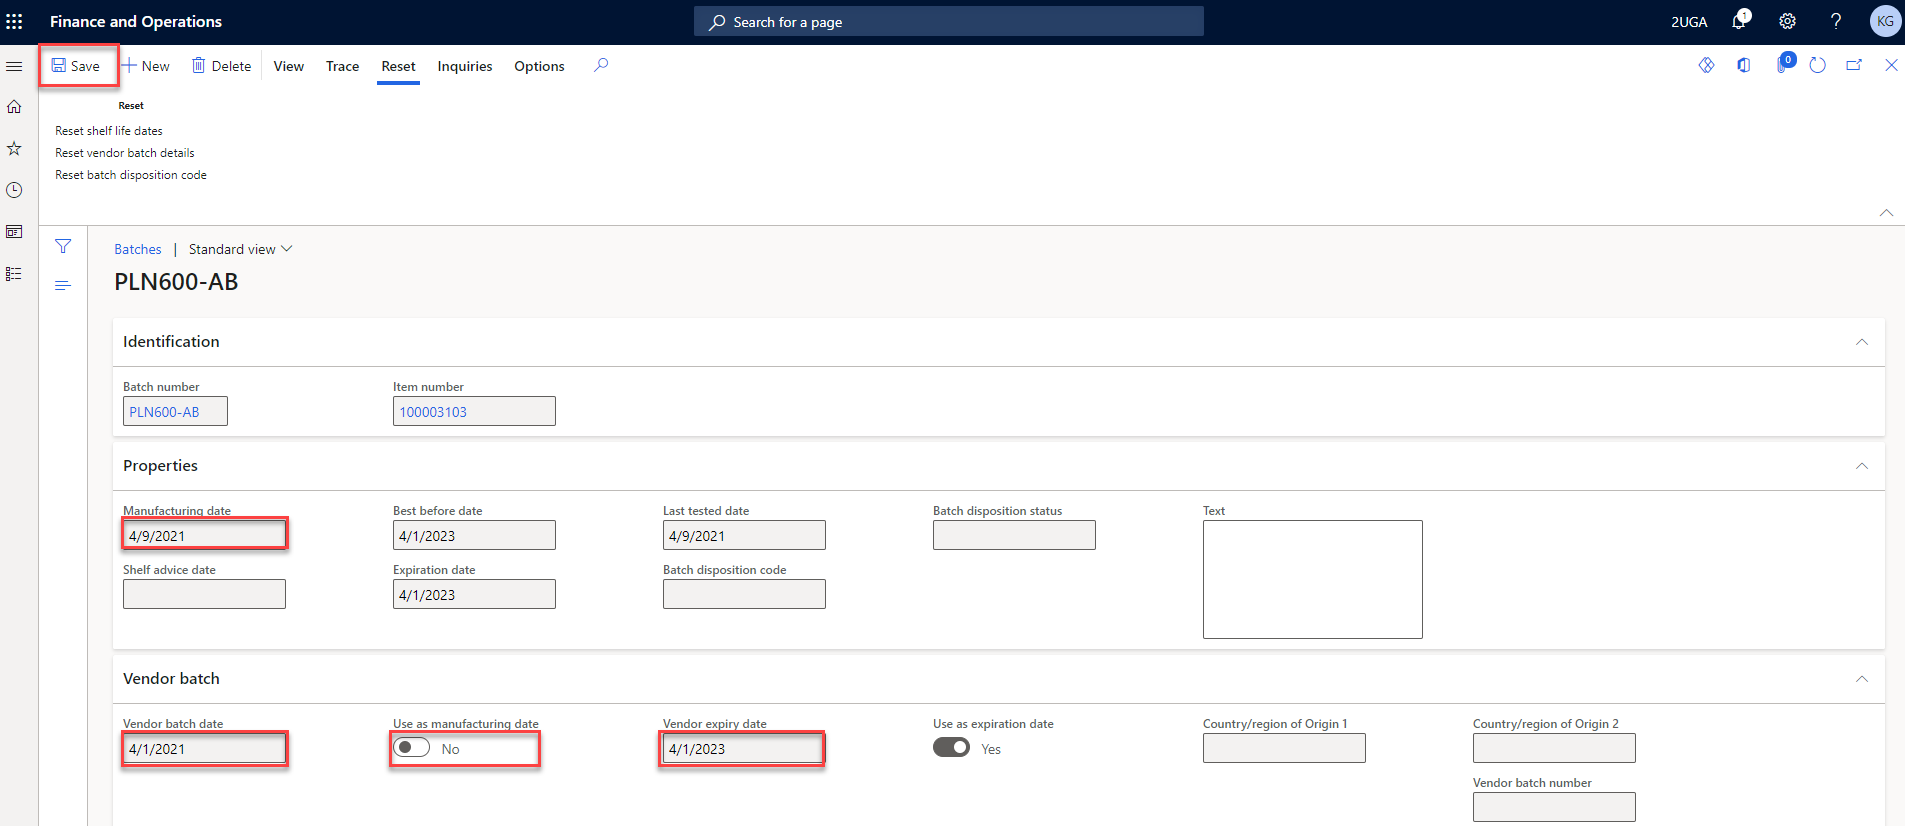 Finance and Operations
Search for a page
2UGA
1
?
KG
Save
New
Delete
View
Trace
Reset
Inquiries
Options
0
Reset
Reset shelf life dates
Reset vendor batch details
Reset batch disposition code
Batches | Standard view
PLN600-AB
Identification
Batch number
Item number
PLN600-AB
100003103
Properties
Manufacturing date
Best before date
Last tested date
Batch disposition status
Text
4/9/2021
4/1/2023
4/9/2021
Shelf advice date
Expiration date
Batch disposition code
4/1/2023
Vendor batch
Vendor batch date
Use as manufacturing date
Vendor expiry date
Use as expiration date
Country/region of Origin 1
Country/region of Origin 2
4/1/2021
No
4/1/2023
Yes
Vendor batch number